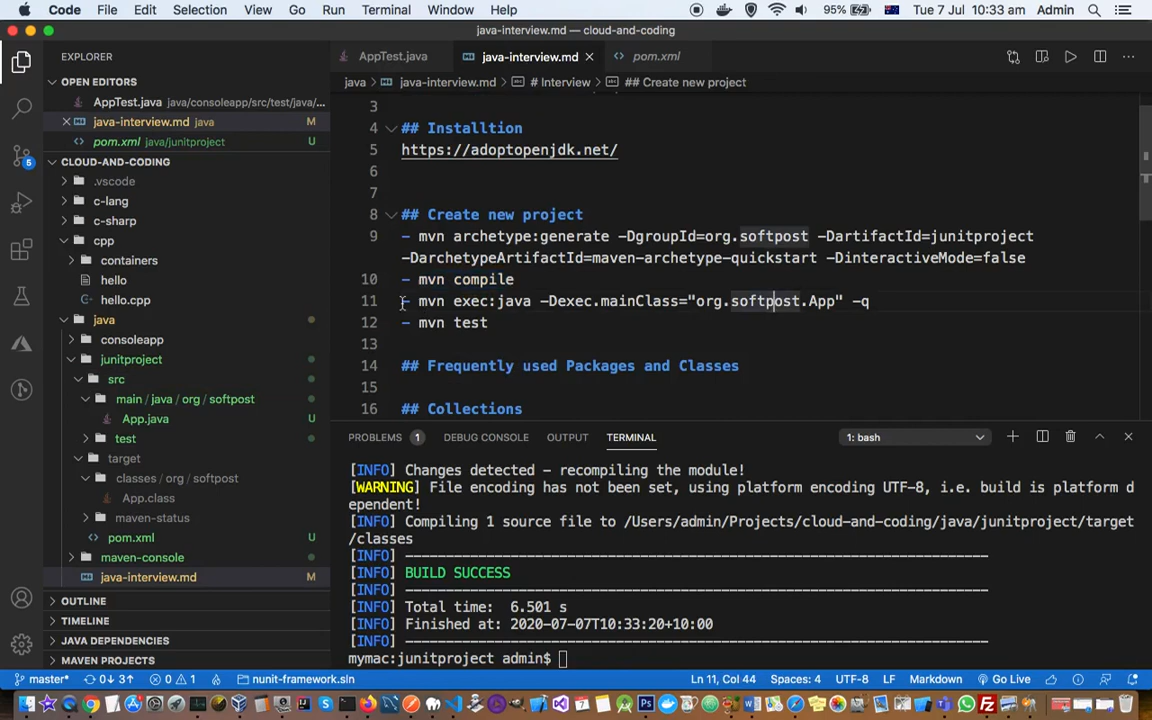 Code File Edit Selection View Go Run Terminal Window Help 95% Tue 7 Jul 10:33 am Admin
java-interview.md — cloud-and-coding
EXPLORER
AppTest.java
java-interview.md
pom.xml
java > java-interview.md > # Interview > ## Create new project
OPEN EDITORS
AppTest.java java/consoleapp/src/test/java/...
java-interview.md java M
pom.xml java/junitproject U
CLOUD-AND-CODING
.vscode
c-lang
c-sharp
cpp
containers
hello
hello.cpp
java
consoleapp
junitproject
src
main / java / org / softpost
App.java U
test
target
classes / org / softpost
App.class
maven-status
pom.xml U
maven-console
java-interview.md M
OUTLINE
TIMELINE
JAVA DEPENDENCIES
MAVEN PROJECTS
5
3
4 ## Installtion
5 https://adoptopenjdk.net/
6
7
8 ## Create new project
9 - mvn archetype:generate -DgroupId=org.softpost -DartifactId=junitproject
-DarchetypeArtifactId=maven-archetype-quickstart -DinteractiveMode=false
10 - mvn compile
11 - mvn exec:java -Dexec.mainClass="org.softpost.App" -q
12 - mvn test
13
14 ## Frequently used Packages and Classes
15
16 ## Collections
PROBLEMS 1 DEBUG CONSOLE OUTPUT TERMINAL 1: bash
[INFO] Changes detected - recompiling the module!
[WARNING] File encoding has not been set, using platform encoding UTF-8, i.e. build is platform d
ependent!
[INFO] Compiling 1 source file to /Users/admin/Projects/cloud-and-coding/java/junitproject/target
/classes
[INFO] ------------------------------------------------------------------------
[INFO] BUILD SUCCESS
[INFO] ------------------------------------------------------------------------
[INFO] Total time:  6.501 s
[INFO] Finished at: 2020-07-07T10:33:20+10:00
[INFO] ------------------------------------------------------------------------
mymac:junitproject admin$
master* 0↓ 3↑ 0 1 nunit-framework.sln Ln 11, Col 44 Spaces: 4 UTF-8 LF Markdown Go Live